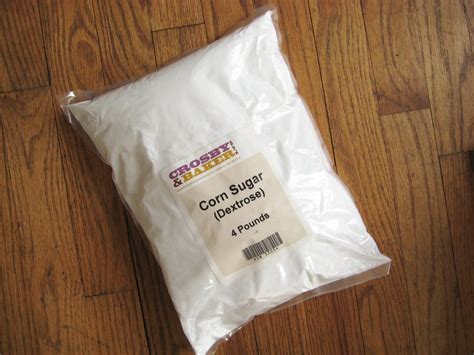 CROSBY
& BAKER
Corn Sugar
(Dextrose)
4 Pounds